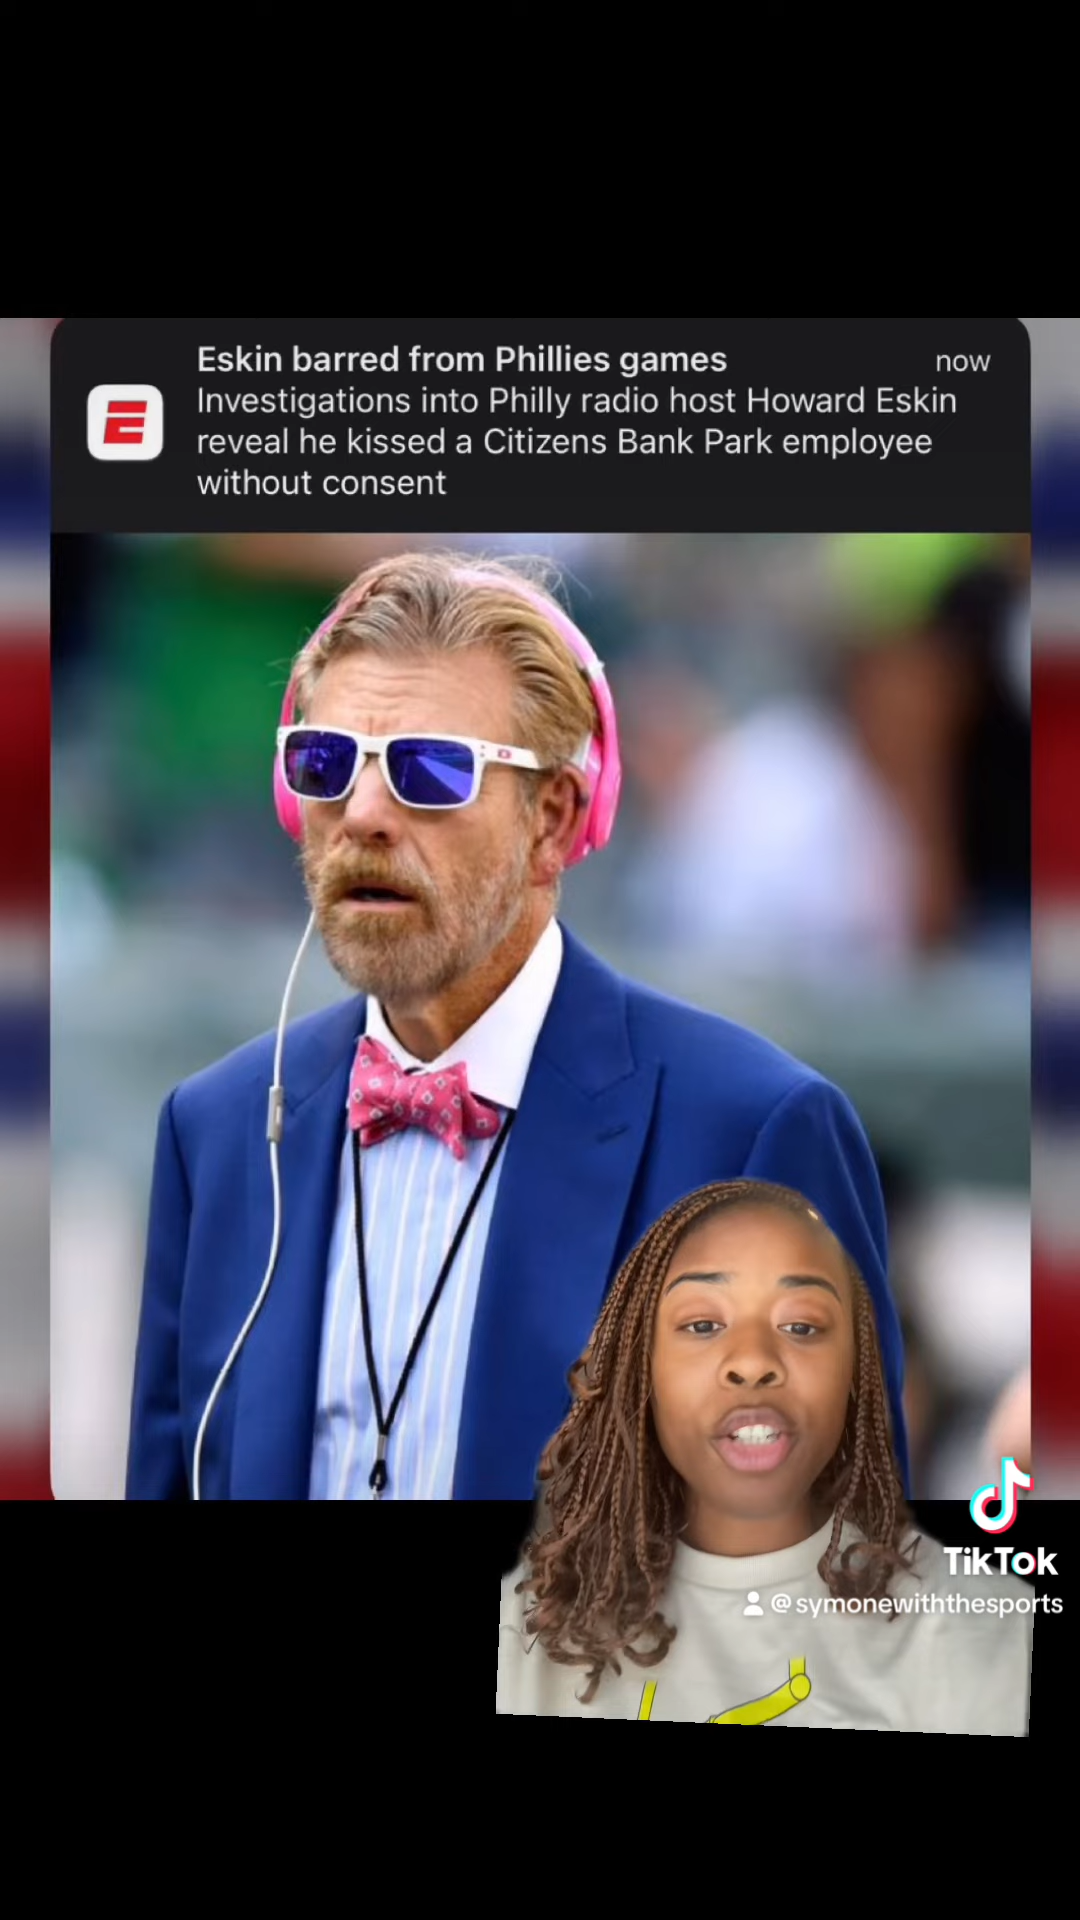 Eskin barred from Phillies games
now
Investigations into Philly radio host Howard Eskin
reveal he kissed a Citizens Bank Park employee
without consent
TikTok
@symonewiththesports